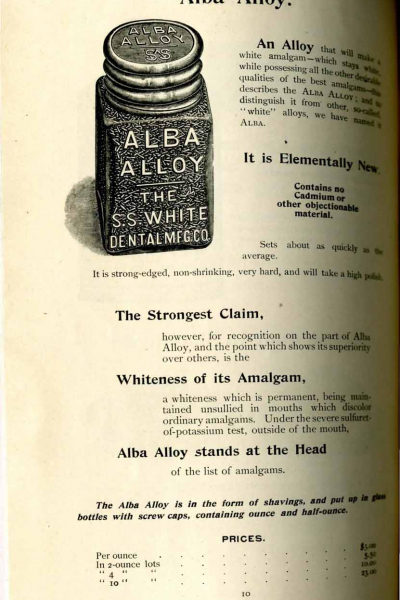 Alba Alloy.
ALBA
ALLOY
SS
ALBA
ALLOY
THE
S.S. WHITE
DENTAL MFG CO
An Alloy that will make a
white amalgam—which stays white,
while possessing all the other desirable
qualities of the best amalgams—this
describes the ALBA ALLOY; and to
distinguish it from other, so-called
"white" alloys, we have named it
ALBA.
It is Elementally New
Contains no
Cadmium or
other objectionable
material.
Sets about as quickly as the
average.
It is strong-edged, non-shrinking, very hard, and will take a high polish.
The Strongest Claim,
however, for recognition on the part of Alba
Alloy, and the point which shows its superiority
over others, is the
Whiteness of its Amalgam,
a whiteness which is permanent, being main-
tained unsullied in mouths which discolor
ordinary amalgams. Under the severe sulfuret-
of-potassium test, outside of the mouth,
Alba Alloy stands at the Head
of the list of amalgams.
The Alba Alloy is in the form of shavings, and put up in glass
bottles with screw caps, containing ounce and half-ounce.
PRICES.
Per ounce . . . . . . $3.00
In 2-ounce lots . . . . . . 5.50
" 4 " " . . . . . . 10.00
" 10 " " . . . . . . 23.00
10